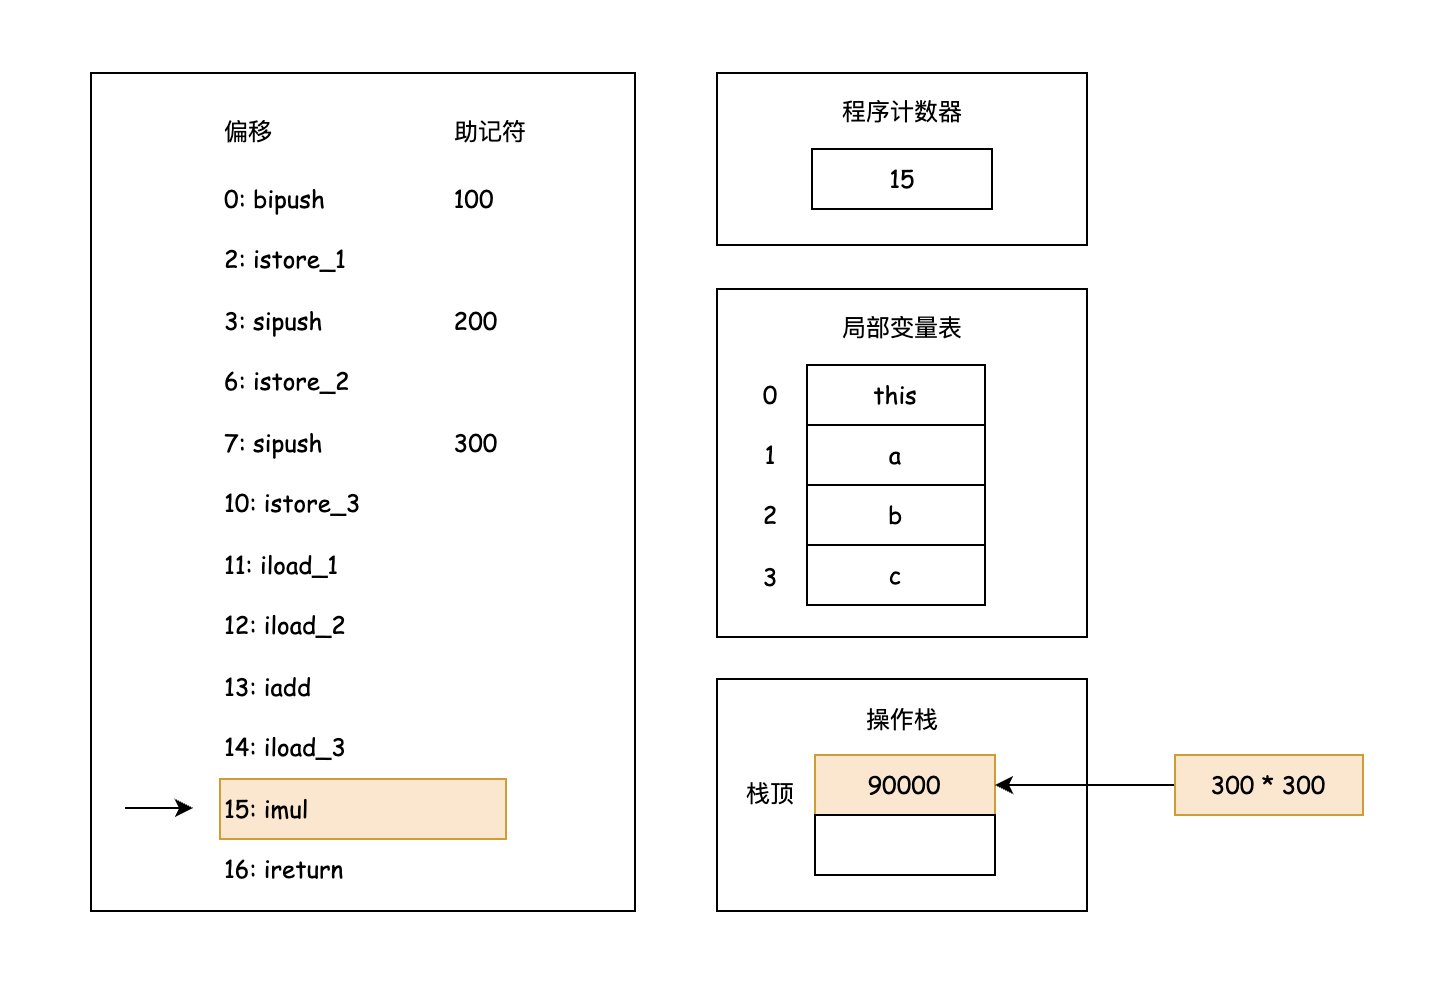 偏移 助记符
0: bipush 100
2: istore_1
3: sipush 200
6: istore_2
7: sipush 300
10: istore_3
11: iload_1
12: iload_2
13: iadd
14: iload_3
15: imul
16: ireturn
程序计数器
15
局部变量表
0 this
1 a
2 b
3 c
操作栈
栈顶 90000
300 * 300